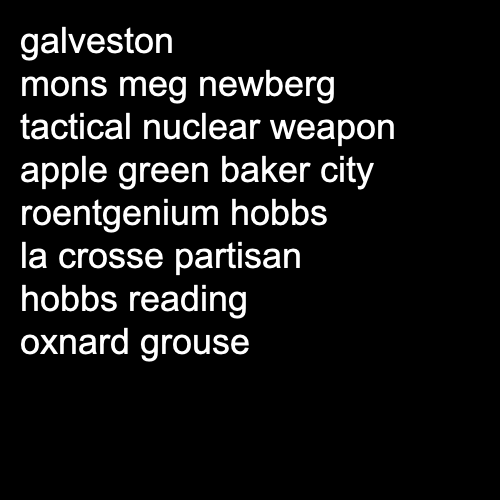 galveston
mons meg newberg
tactical nuclear weapon
apple green baker city
roentgenium hobbs
la crosse partisan
hobbs reading
oxnard grouse